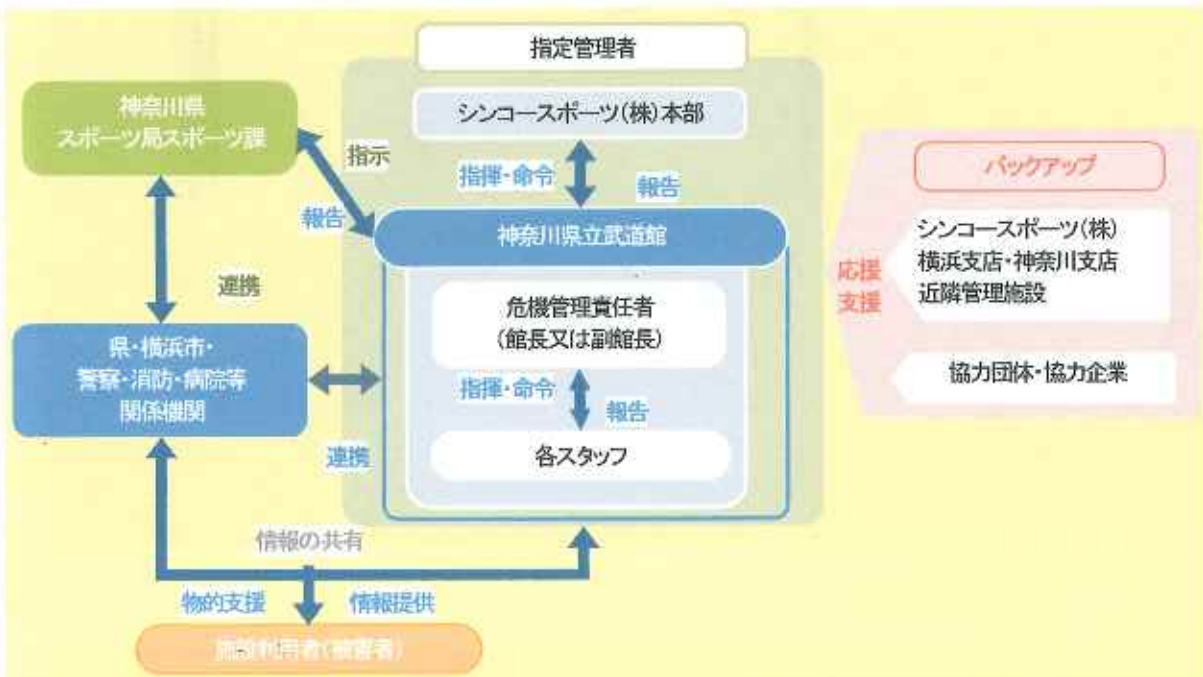 指定管理者
神奈川県
スポーツ局スポーツ課
シンコースポーツ(株)本部
指示
指揮・命令
報告
報告
神奈川県立武道館
バックアップ
シンコースポーツ(株)
横浜支店・神奈川支店
近隣管理施設
応援
支援
協力団体・協力企業
連携
危機管理責任者
(館長又は副館長)
県・横浜市・
警察・消防・病院等
関係機関
指揮・命令
報告
連携
各スタッフ
情報の共有
物的支援
情報提供
施設利用者(被害者)